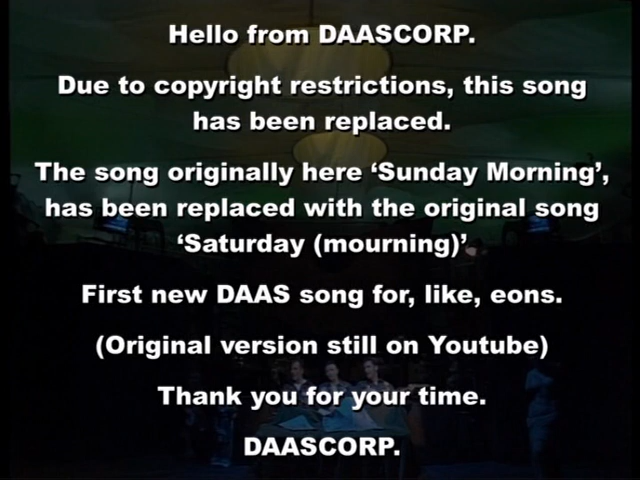 Hello from DAASCORP.
Due to copyright restrictions, this song
has been replaced.
The song originally here ‘Sunday Morning’,
has been replaced with the original song
‘Saturday (mourning)’
First new DAAS song for, like, eons.
(Original version still on Youtube)
Thank you for your time.
DAASCORP.